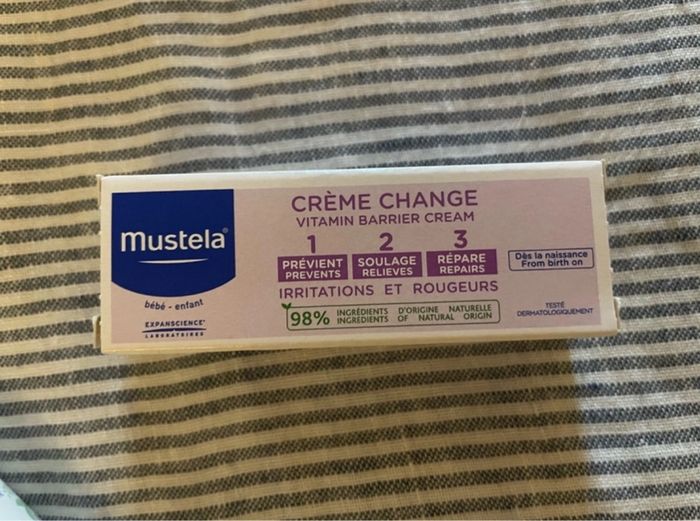 mustela®
bébé - enfant
EXPANSCIENCE®
LABORATOIRES
CRÈME CHANGE
VITAMIN BARRIER CREAM
1 2 3
PRÉVIENT SOULAGE RÉPARE
PREVENTS RELIEVES REPAIRS
IRRITATIONS ET ROUGEURS
98% INGRÉDIENTS D'ORIGINE NATURELLE
INGREDIENTS OF NATURAL ORIGIN
Dès la naissance
From birth on
TESTÉ
DERMATOLOGIQUEMENT